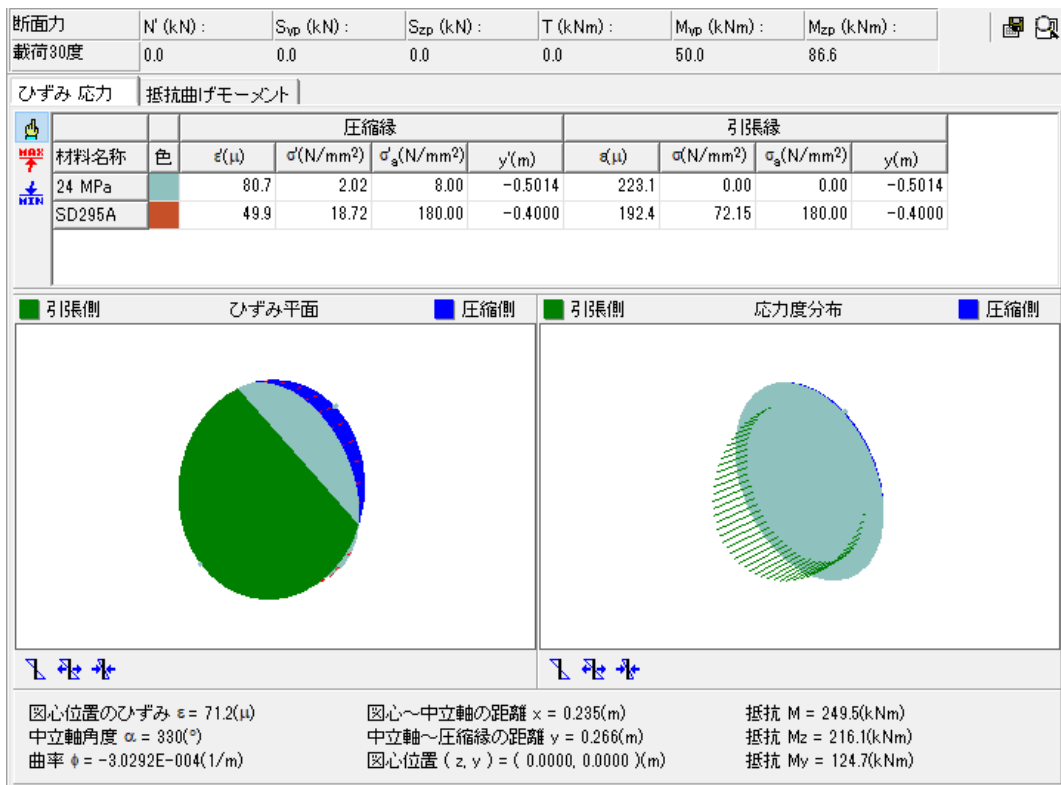 断面力 N' (kN) : Syp (kN) : Szp (kN) : T (kNm) : Myp (kNm) : Mzp (kNm) :
載荷30度 0.0 0.0 0.0 0.0 50.0 86.6
ひずみ 応力 抵抗曲げモーメント
圧縮縁 引張縁
MAX
MIN
材料名称 色 ε'(μ) σ'(N/mm²) σ'a(N/mm²) y'(m) ε(μ) σ(N/mm²) σa(N/mm²) y(m)
24 MPa 80.7 2.02 8.00 -0.5014 223.1 0.00 0.00 -0.5014
SD295A 49.9 18.72 180.00 -0.4000 192.4 72.15 180.00 -0.4000
引張側 ひずみ平面 圧縮側 引張側 応力度分布 圧縮側
図心位置のひずみ ε = 71.2(μ) 図心~中立軸の距離 x = 0.235(m) 抵抗 M = 249.5(kNm)
中立軸角度 α = 330(°) 中立軸~圧縮縁の距離 y = 0.266(m) 抵抗 Mz = 216.1(kNm)
曲率 ϕ = -3.0292E-004(1/m) 図心位置 ( z, y ) = ( 0.0000, 0.0000 )(m) 抵抗 My = 124.7(kNm)